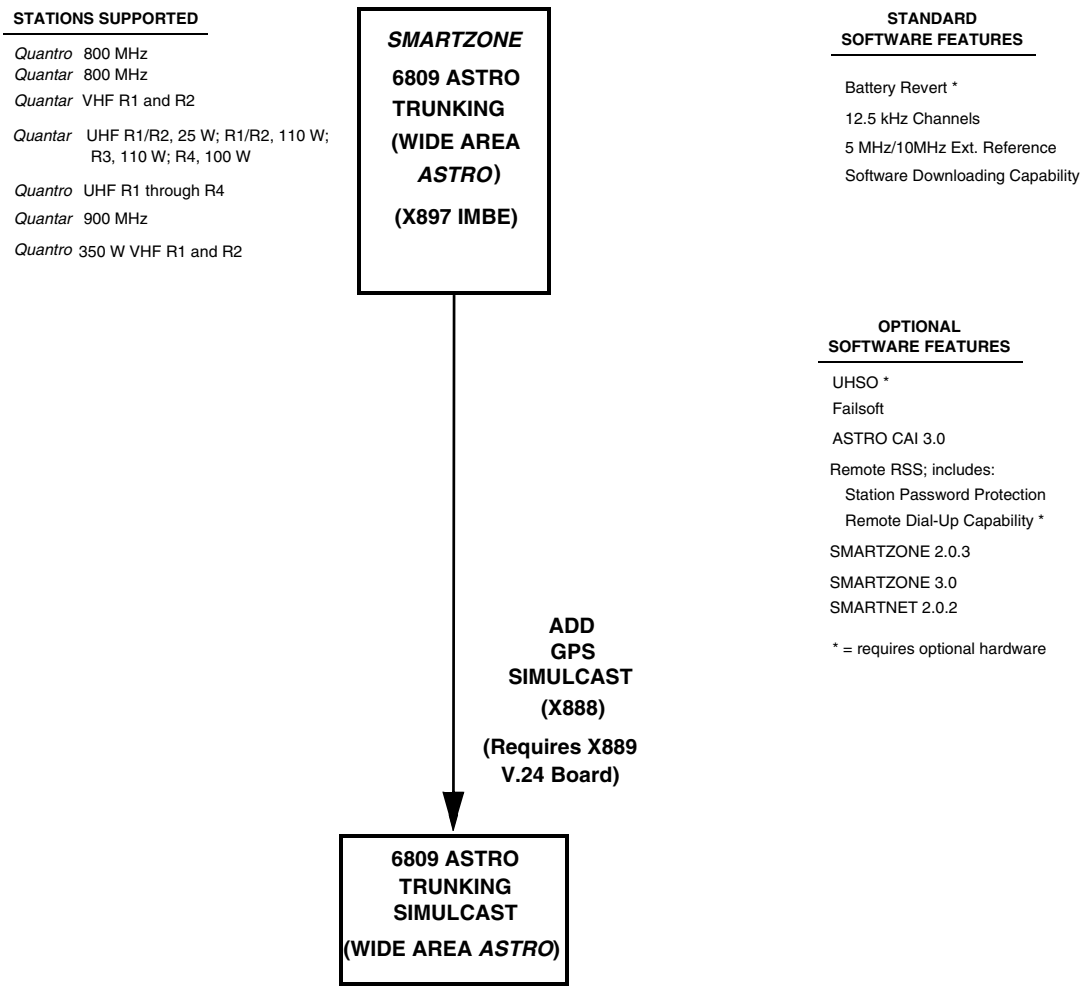 STATIONS SUPPORTED
Quantro 800 MHz
Quantar 800 MHz
Quantar VHF R1 and R2
Quantar UHF R1/R2, 25 W; R1/R2, 110 W;
R3, 110 W; R4, 100 W
Quantro UHF R1 through R4
Quantar 900 MHz
Quantro 350 W VHF R1 and R2
SMARTZONE
6809 ASTRO
TRUNKING
(WIDE AREA
ASTRO)
(X897 IMBE)
STANDARD
SOFTWARE FEATURES
Battery Revert *
12.5 kHz Channels
5 MHz/10MHz Ext. Reference
Software Downloading Capability
OPTIONAL
SOFTWARE FEATURES
UHSO *
Failsoft
ASTRO CAI 3.0
Remote RSS; includes:
Station Password Protection
Remote Dial-Up Capability *
SMARTZONE 2.0.3
SMARTZONE 3.0
SMARTNET 2.0.2
* = requires optional hardware
ADD
GPS
SIMULCAST
(X888)
(Requires X889
V.24 Board)
6809 ASTRO
TRUNKING
SIMULCAST
(WIDE AREA ASTRO)